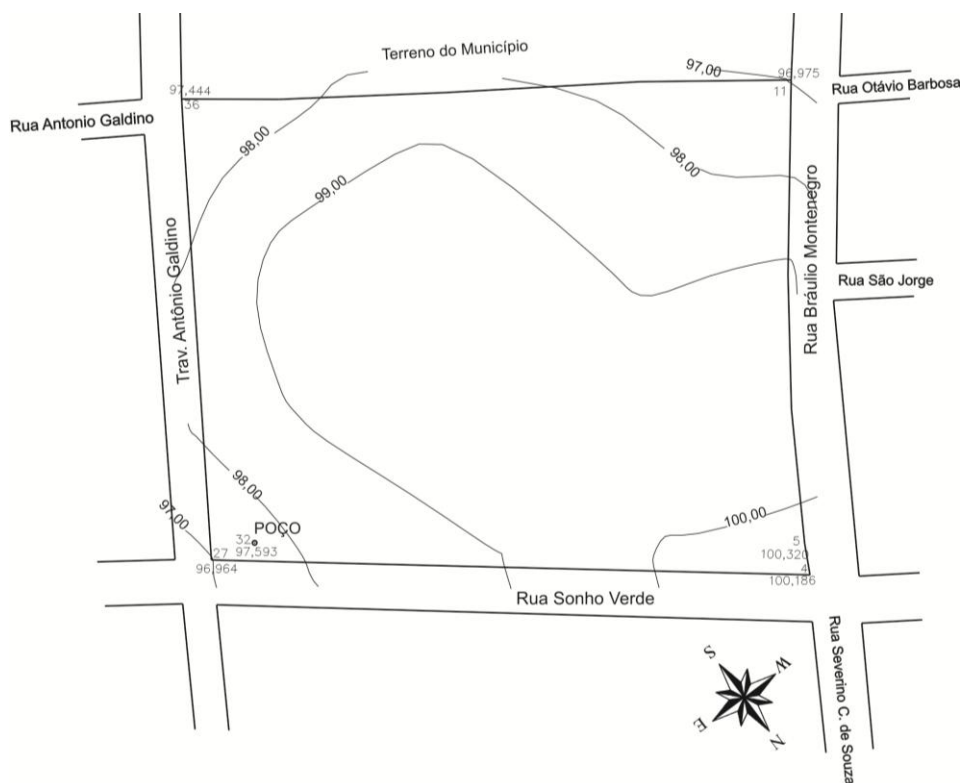 Terreno do Município
97,00
96,975
11
Rua Otávio Barbosa
97,444
36
Rua Antonio Galdino
98,00
98,00
99,00
Trav. Antônio Galdino
Rua Bráulio Montenegro
Rua São Jorge
98,00
97,00
POÇO
32
97,593
27
96,964
100,00
5
100,320
4
100,186
Rua Sonho Verde
Rua Severino C. de Souza
S
W
E
N